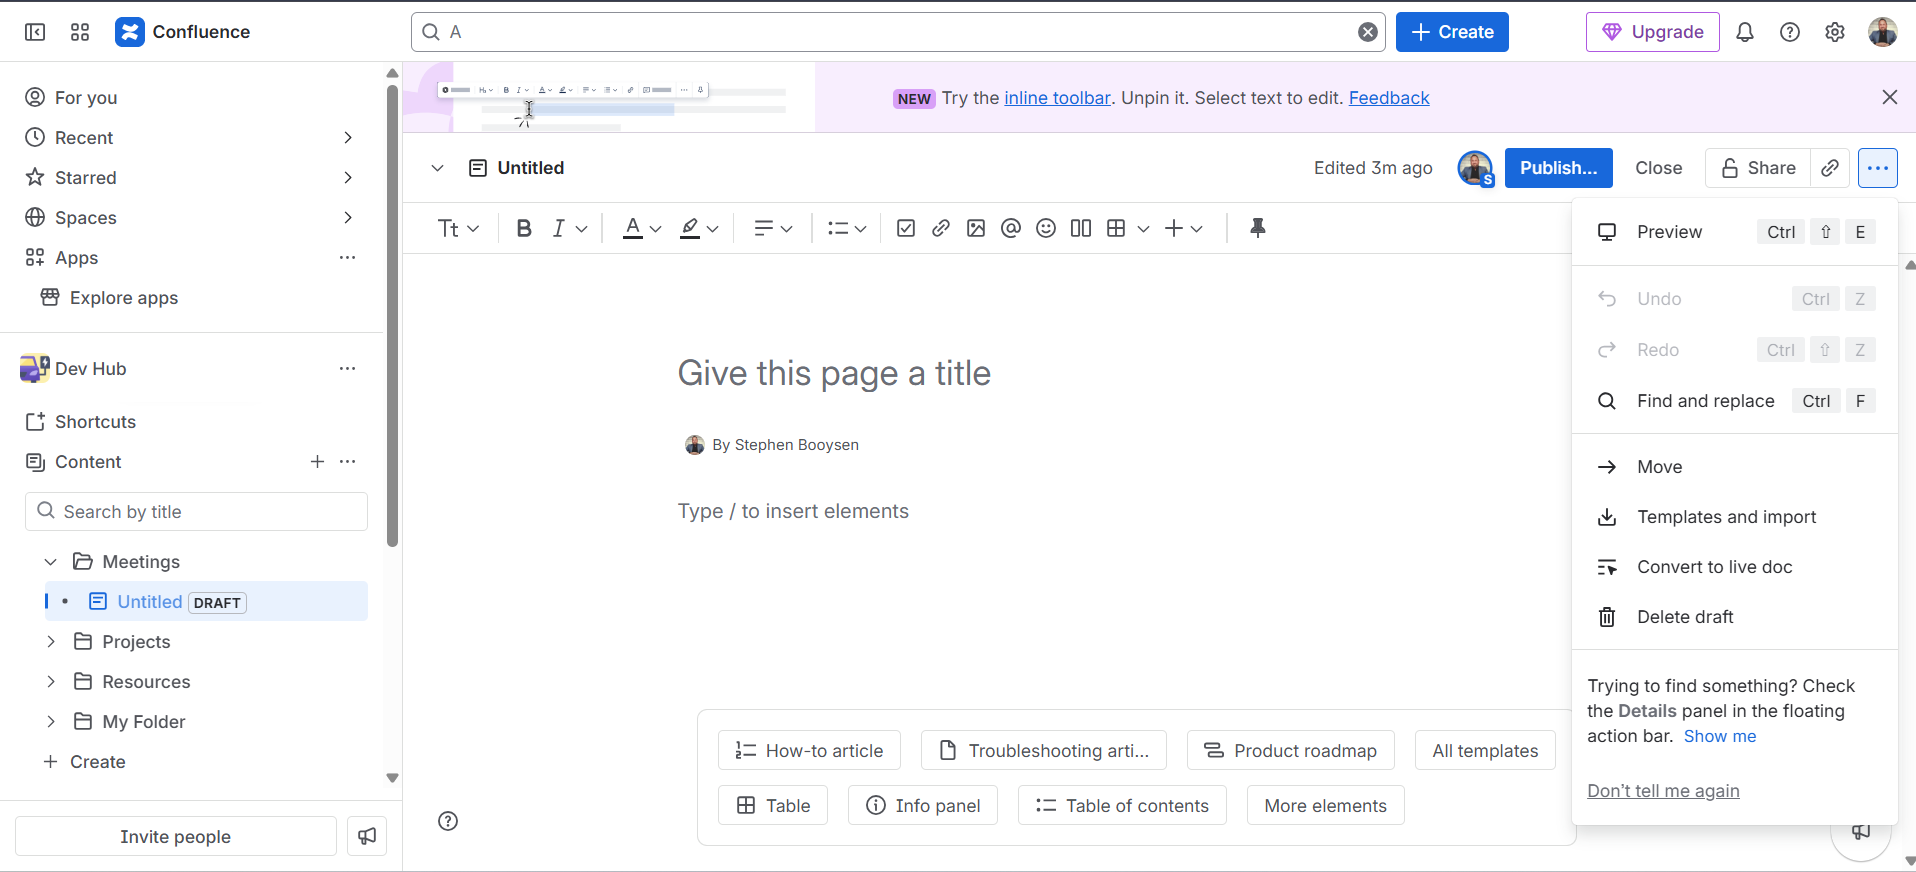 Confluence
A
Create
Upgrade
For you
Recent
Starred
Spaces
Apps
Explore apps
Dev Hub
Shortcuts
Content
Search by title
Meetings
Untitled DRAFT
Projects
Resources
My Folder
Create
Invite people
NEW Try the inline toolbar. Unpin it. Select text to edit. Feedback
Untitled
Edited 3m ago
S
Publish...
Close
Share
Tt
B I A
Give this page a title
By Stephen Booysen
Type / to insert elements
How-to article
Troubleshooting arti...
Product roadmap
All templates
Table
Info panel
Table of contents
More elements
Preview Ctrl ⇧ E
Undo Ctrl Z
Redo Ctrl ⇧ Z
Find and replace Ctrl F
Move
Templates and import
Convert to live doc
Delete draft
Trying to find something? Check
the Details panel in the floating
action bar. Show me
Don't tell me again